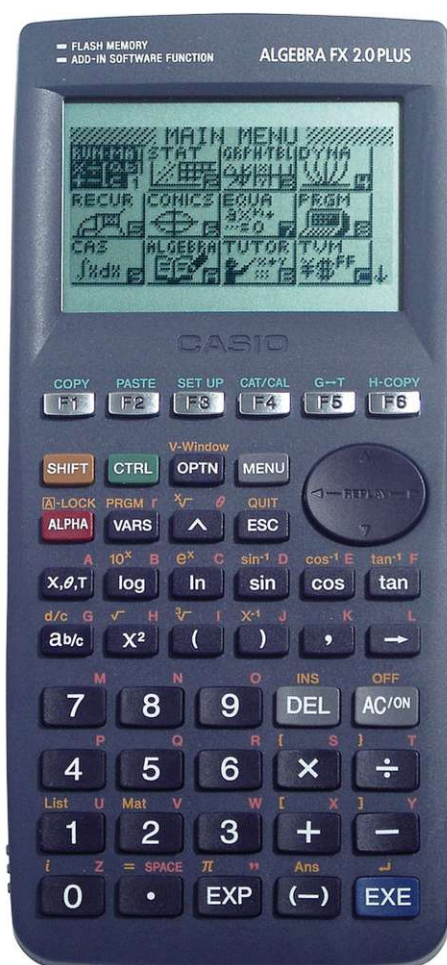 FLASH MEMORY
ADD-IN SOFTWARE FUNCTION ALGEBRA FX 2.0 PLUS
MAIN MENU
RUN·MAT STAT GRPH·TBL DYNA
RECUR CONICS EQUA PRGM
CAS ALGEBRA TUTOR TVM
CASIO
COPY PASTE SET UP CAT/CAL G↔T H-COPY
F1 F2 F3 F4 F5 F6
V-Window
SHIFT CTRL OPTN MENU
REPLAY
A-LOCK PRGM r ˣ√ θ QUIT
ALPHA VARS ^ ESC
A 10ˣ B eˣ C sin⁻¹ D cos⁻¹ E tan⁻¹ F
X,θ,T log ln sin cos tan
d/c G √ H ³√ I X⁻¹ J K L
ab/c X² ( ) , →
M N O INS OFF
7 8 9 DEL AC/ON
P Q R { S } T
4 5 6 × ÷
List U Mat V W [ X ] Y
1 2 3 + −
i Z = SPACE π " Ans ↵
0 . EXP (−) EXE